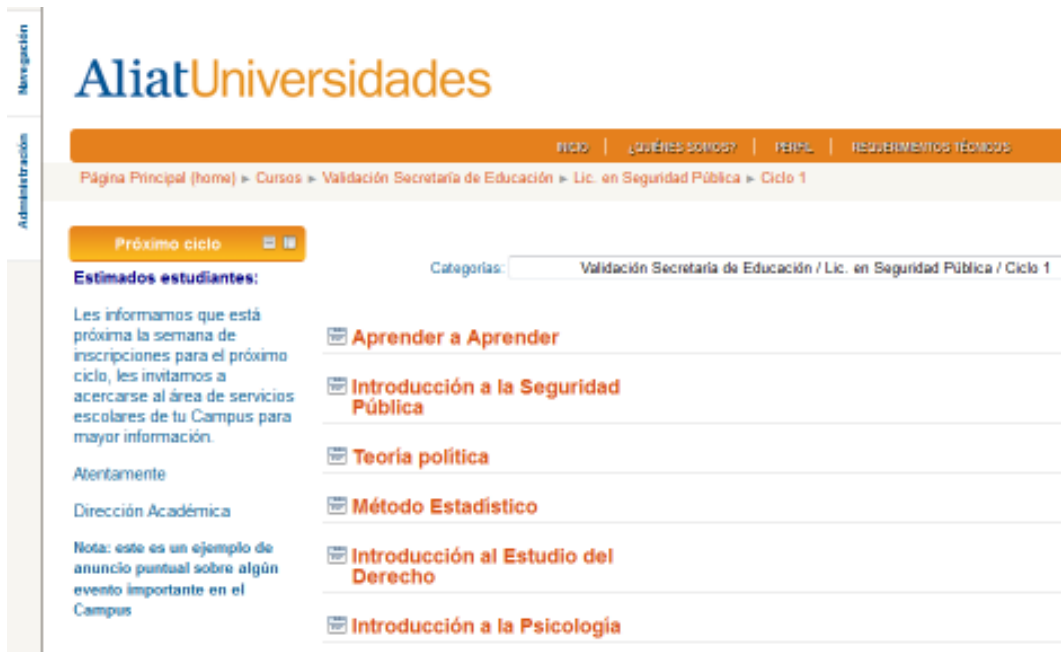 Navegación
Administración
AliatUniversidades
INICIO | ¿QUIÉNES SOMOS? | PERFIL | REQUERIMIENTOS TÉCNICOS
Página Principal (home) ► Cursos ► Validación Secretaría de Educación ► Lic. en Seguridad Pública ► Ciclo 1
Próximo ciclo
Estimados estudiantes:
Les informamos que está
próxima la semana de
inscripciones para el próximo
ciclo, les invitamos a
acercarse al área de servicios
escolares de tu Campus para
mayor información.
Atentamente
Dirección Académica
Nota: este es un ejemplo de
anuncio puntual sobre algún
evento importante en el
Campus
Categorías: Validación Secretaría de Educación / Lic. en Seguridad Pública / Ciclo 1
Aprender a Aprender
Introducción a la Seguridad
Pública
Teoría política
Método Estadístico
Introducción al Estudio del
Derecho
Introducción a la Psicología